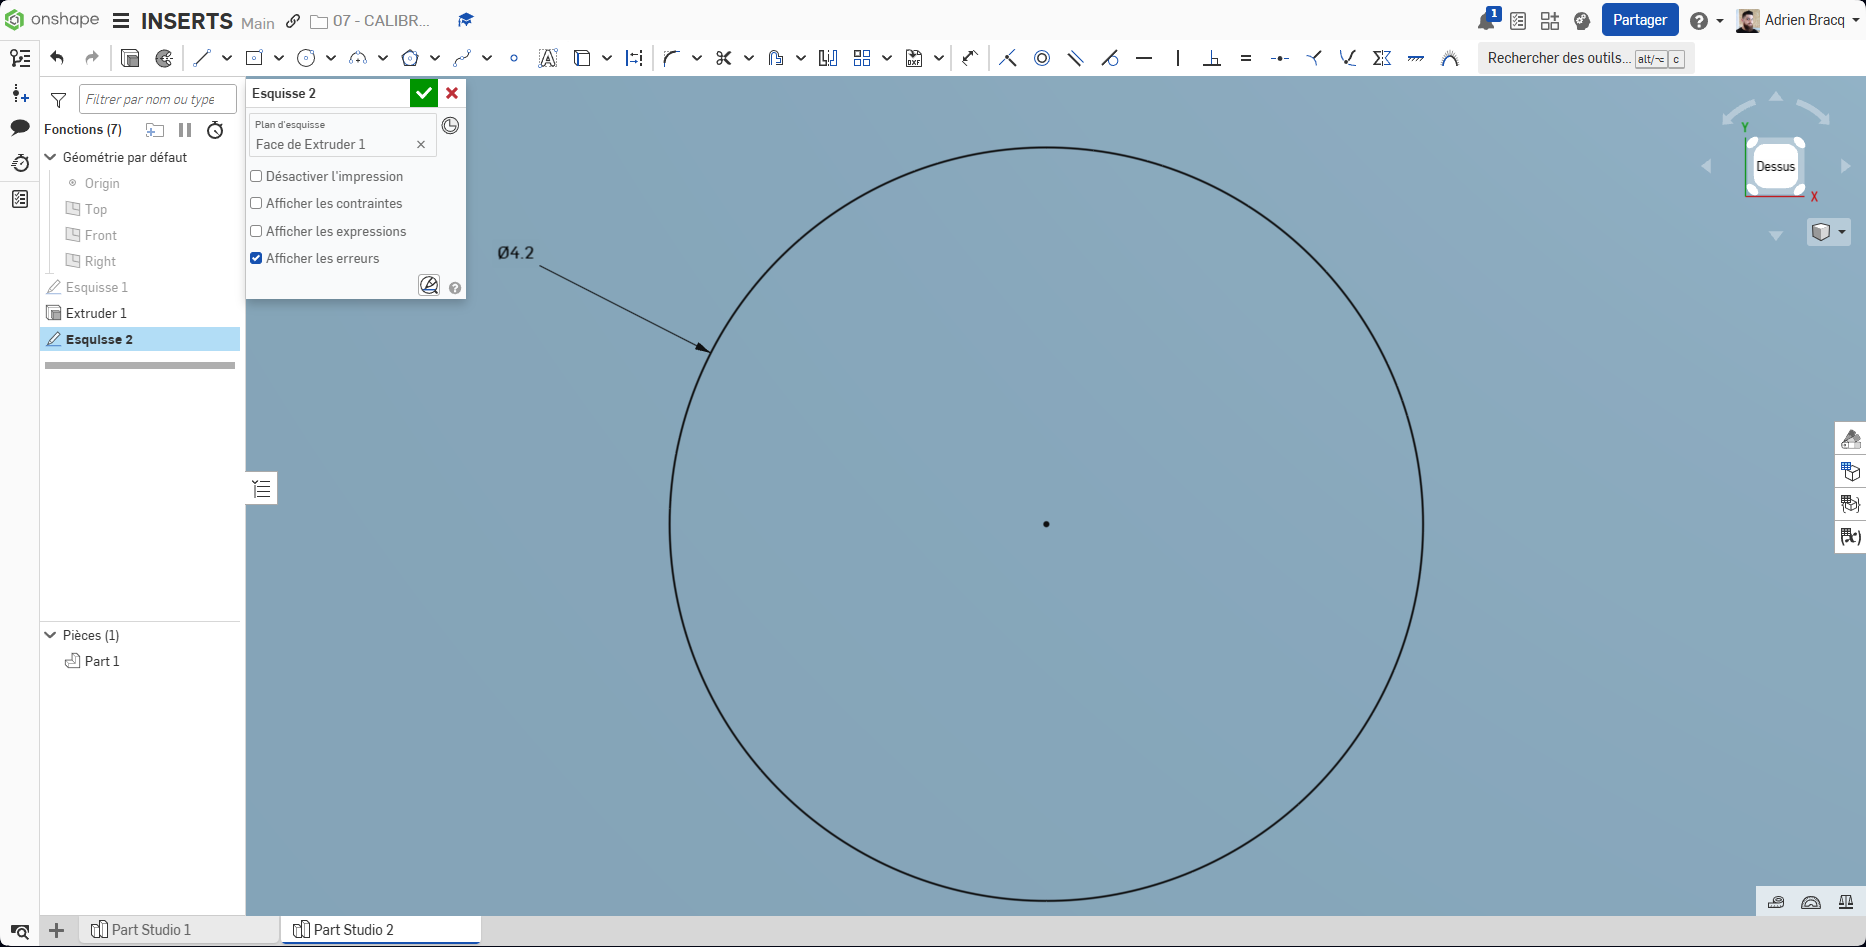 onshape INSERTS Main 07 - CALIBR... 1 Partager Adrien Bracq
DXF Rechercher des outils... alt/⌥ c
Filtrer par nom ou type
Fonctions (7)
Géométrie par défaut
Origin
Top
Front
Right
Esquisse 1
Extruder 1
Esquisse 2
Pièces (1)
Part 1
Esquisse 2
Plan d'esquisse
Face de Extruder 1
Désactiver l'impression
Afficher les contraintes
Afficher les expressions
Afficher les erreurs
Ø4.2
Y
Dessus
X
Part Studio 1
Part Studio 2